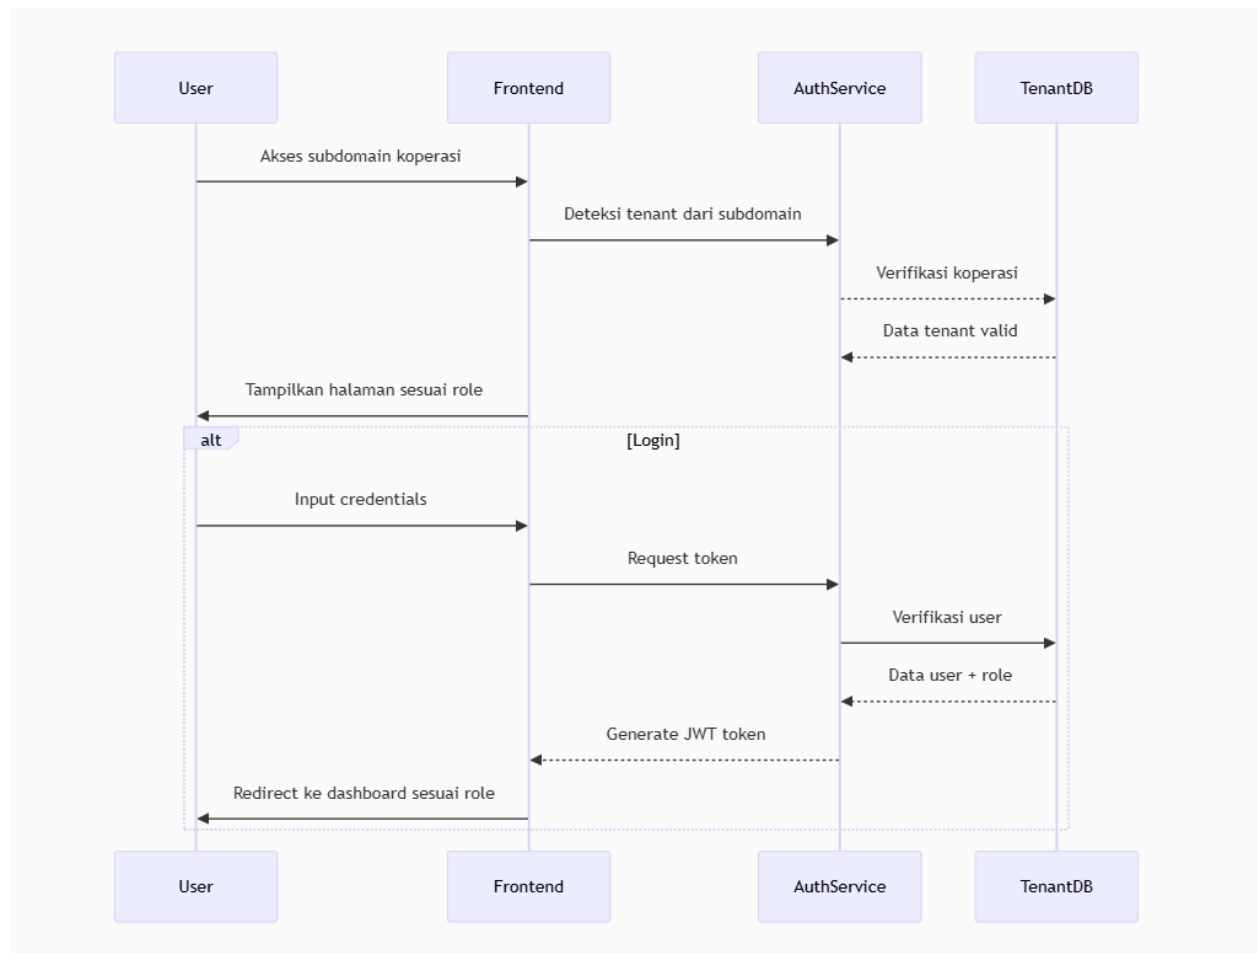 User
Frontend
AuthService
TenantDB
Akses subdomain koperasi
Deteksi tenant dari subdomain
Verifikasi koperasi
Data tenant valid
Tampilkan halaman sesuai role
alt
[Login]
Input credentials
Request token
Verifikasi user
Data user + role
Generate JWT token
Redirect ke dashboard sesuai role
User
Frontend
AuthService
TenantDB